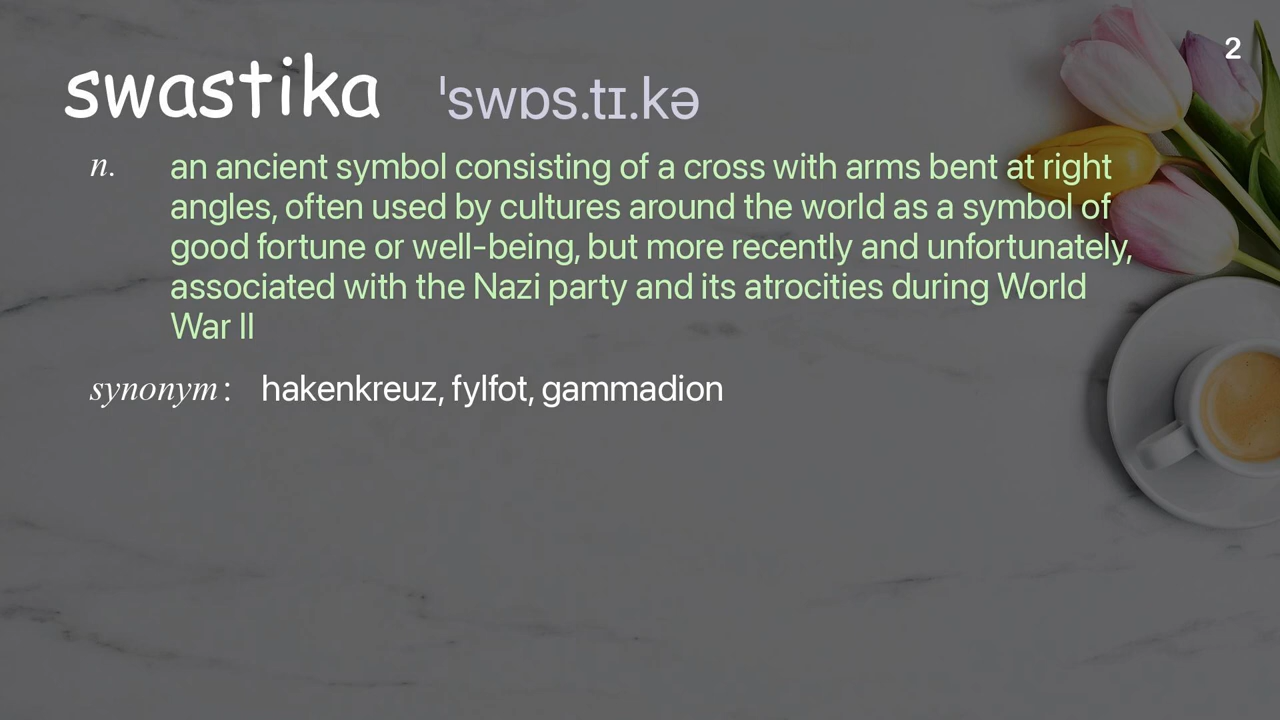 2
swastika ˈswɒs.tɪ.kə
n. an ancient symbol consisting of a cross with arms bent at right
angles, often used by cultures around the world as a symbol of
good fortune or well-being, but more recently and unfortunately,
associated with the Nazi party and its atrocities during World
War II
synonym: hakenkreuz, fylfot, gammadion